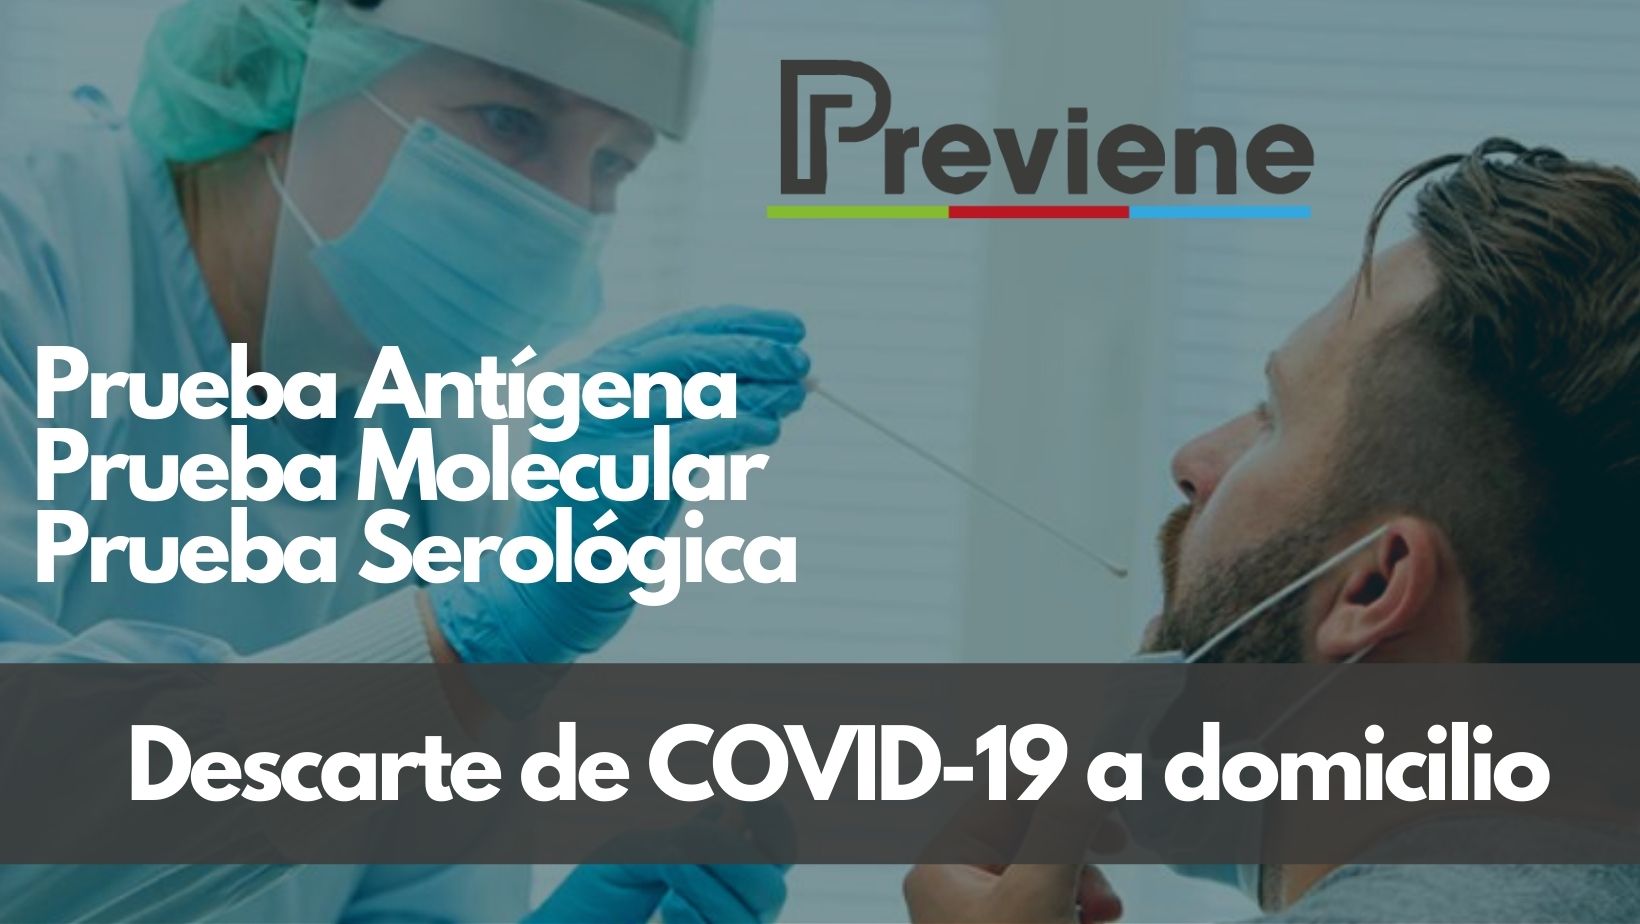 Previene
Prueba Antígena
Prueba Molecular
Prueba Serológica
Descarte de COVID-19 a domicilio